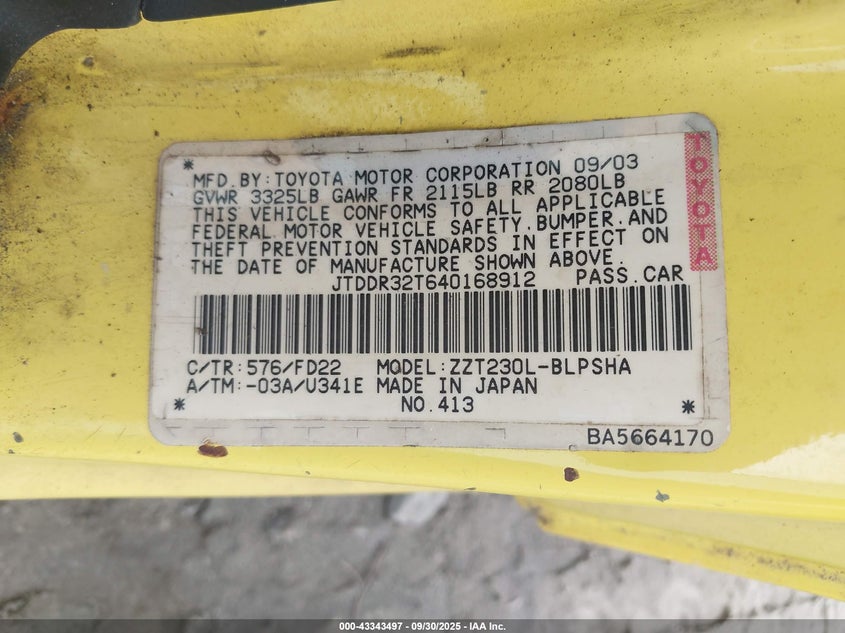 MFD.BY:TOYOTA MOTOR CORPORATION 09/03
GVWR 3325LB GAWR FR 2115LB RR 2080LB
THIS VEHICLE CONFORMS TO ALL APPLICABLE
FEDERAL MOTOR VEHICLE SAFETY,BUMPER,AND
THEFT PREVENTION STANDARDS IN EFFECT ON
THE DATE OF MANUFACTURE SHOWN ABOVE.
JTDDR32T640168912 PASS.CAR
C/TR:576/FD22 MODEL:ZZT230L-BLPSHA
A/TM:-03A/U341E MADE IN JAPAN
NO.413
BA5664170
TOYOTA
000-43343497 - 09/30/2025 - IAA Inc.